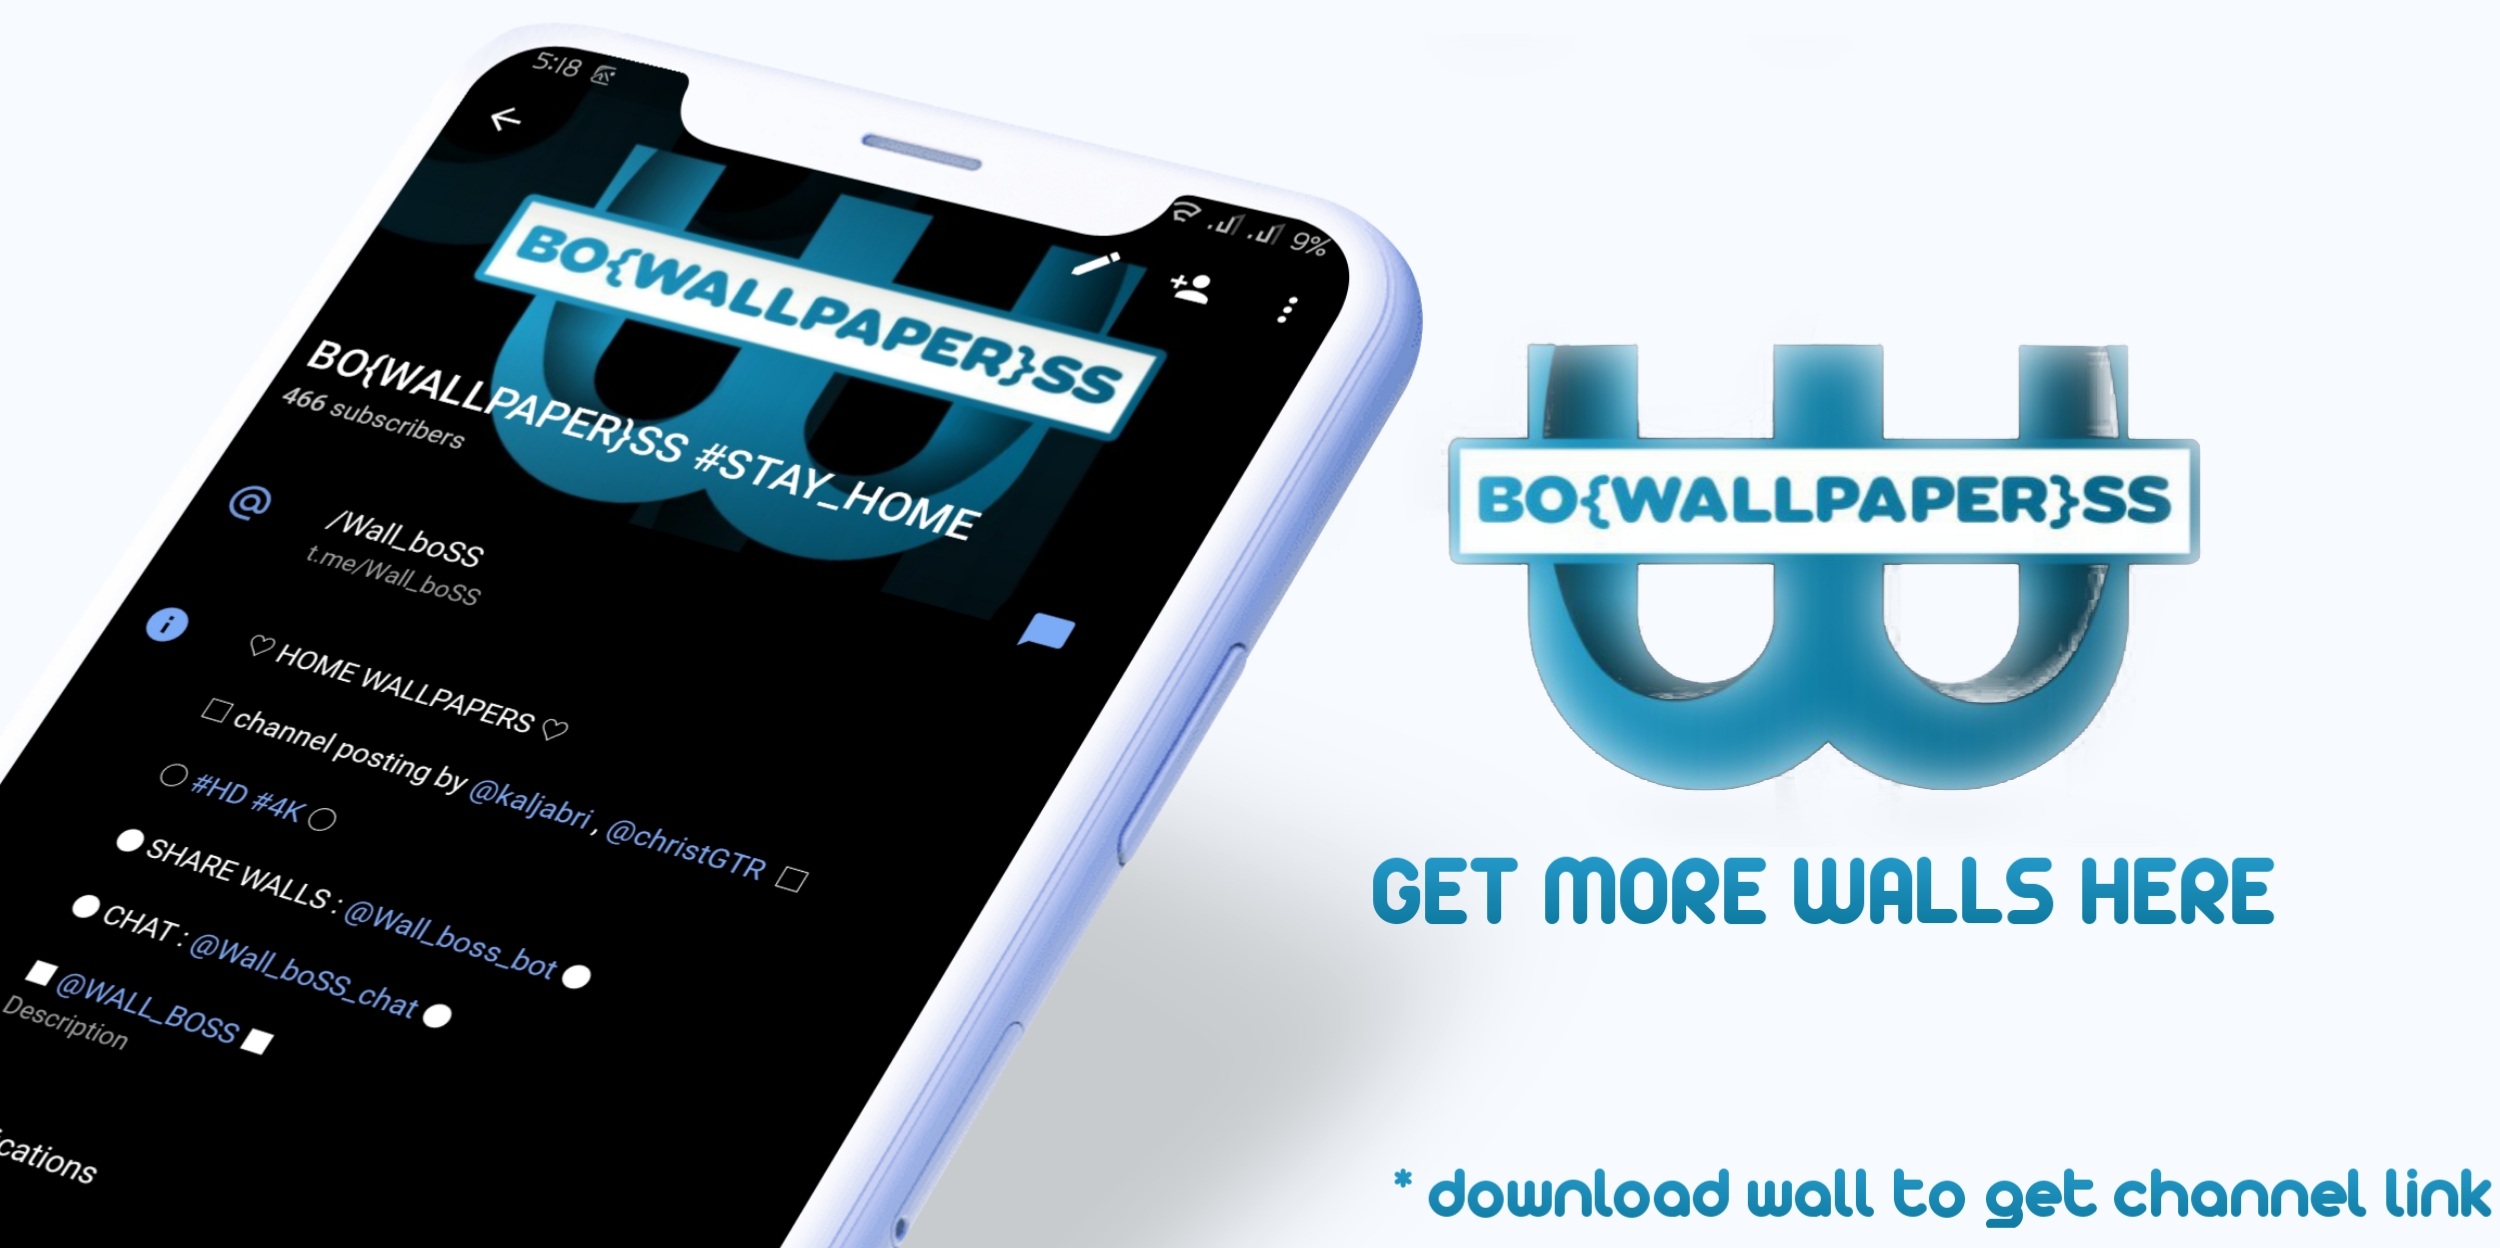 5:18
9%
BO{WALLPAPER}SS
BO{WALLPAPER}SS #STAY_HOME
466 subscribers
@
/Wall_boSS
t.me/Wall_boSS
i
♡ HOME WALLPAPERS ♡
□ channel posting by @kaljabri, @christGTR □
○ #HD #4K ○
● SHARE WALLS : @Wall_boss_bot ●
● CHAT : @Wall_boSS_chat ●
■ @WALL_BOSS ■
Description
BO{WALLPAPER}SS
GET MORE WALLS HERE
* download wall to get channel link